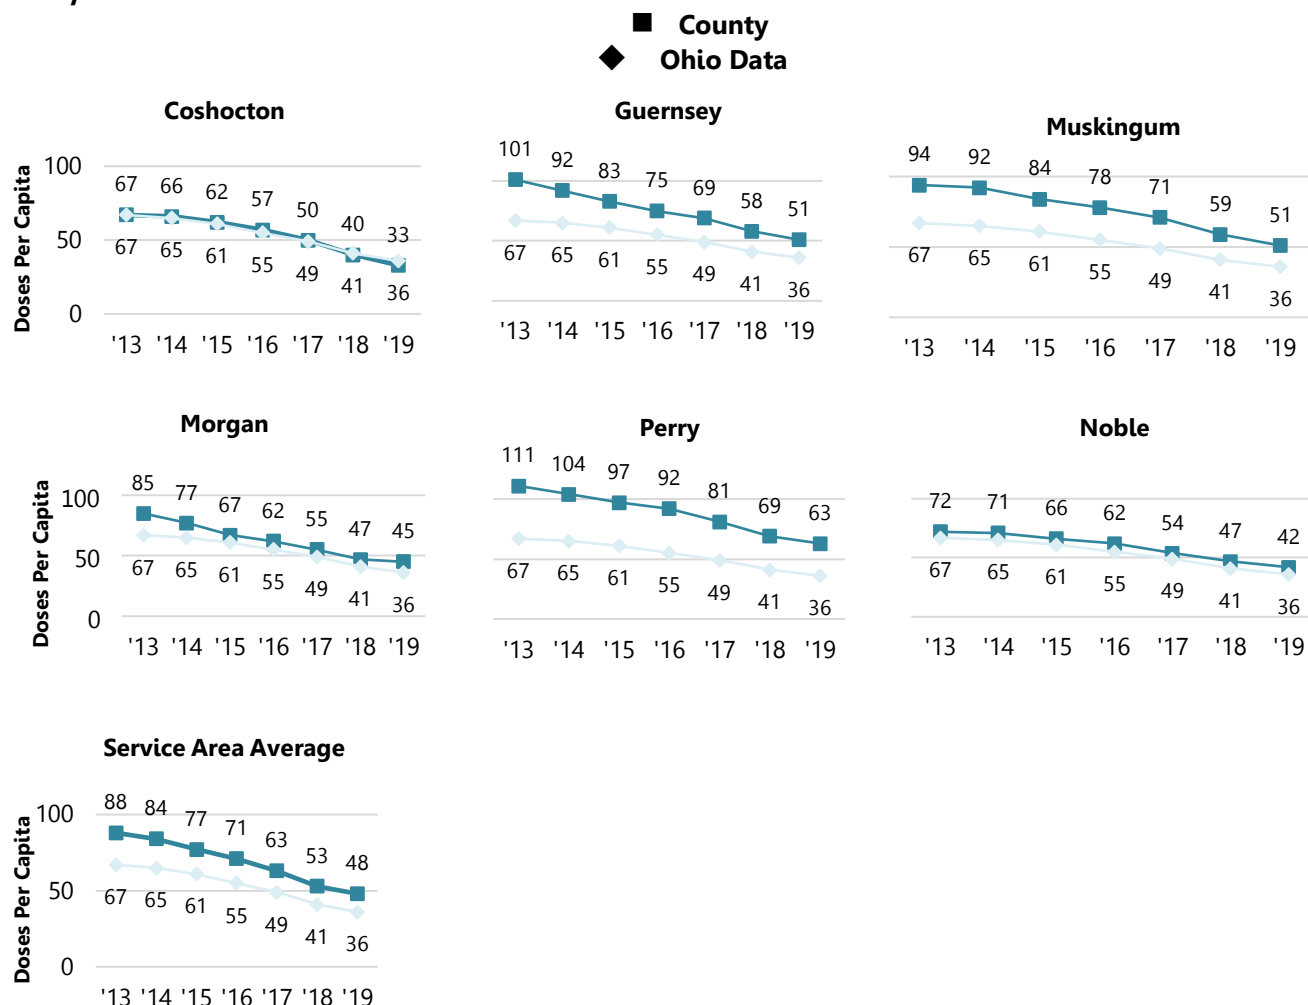 County
Ohio Data
Coshocton
Doses Per Capita
100
50
0
67 66 62 57 50 40 33
67 65 61 55 49 41 36
'13 '14 '15 '16 '17 '18 '19
Guernsey
101 92 83 75 69 58 51
67 65 61 55 49 41 36
'13 '14 '15 '16 '17 '18 '19
Muskingum
94 92 84 78 71 59 51
67 65 61 55 49 41 36
'13 '14 '15 '16 '17 '18 '19
Morgan
Doses Per Capita
100
50
0
85 77 67 62 55 47 45
67 65 61 55 49 41 36
'13 '14 '15 '16 '17 '18 '19
Perry
111 104 97 92 81 69 63
67 65 61 55 49 41 36
'13 '14 '15 '16 '17 '18 '19
Noble
72 71 66 62 54 47 42
67 65 61 55 49 41 36
'13 '14 '15 '16 '17 '18 '19
Service Area Average
Doses Per Capita
100
50
0
88 84 77 71 63 53 48
67 65 61 55 49 41 36
'13 '14 '15 '16 '17 '18 '19